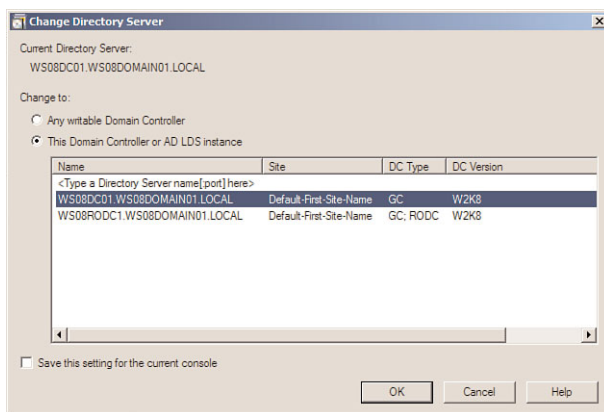 Change Directory Server
Current Directory Server:
WS08DC01.WS08DOMAIN01.LOCAL
Change to:
Any writable Domain Controller
This Domain Controller or AD LDS instance
Name Site DC Type DC Version
<Type a Directory Server name[:port] here>
WS08DC01.WS08DOMAIN01.LOCAL Default-First-Site-Name GC W2K8
WS08RODC1.WS08DOMAIN01.LOCAL Default-First-Site-Name GC; RODC W2K8
Save this setting for the current console
OK Cancel Help